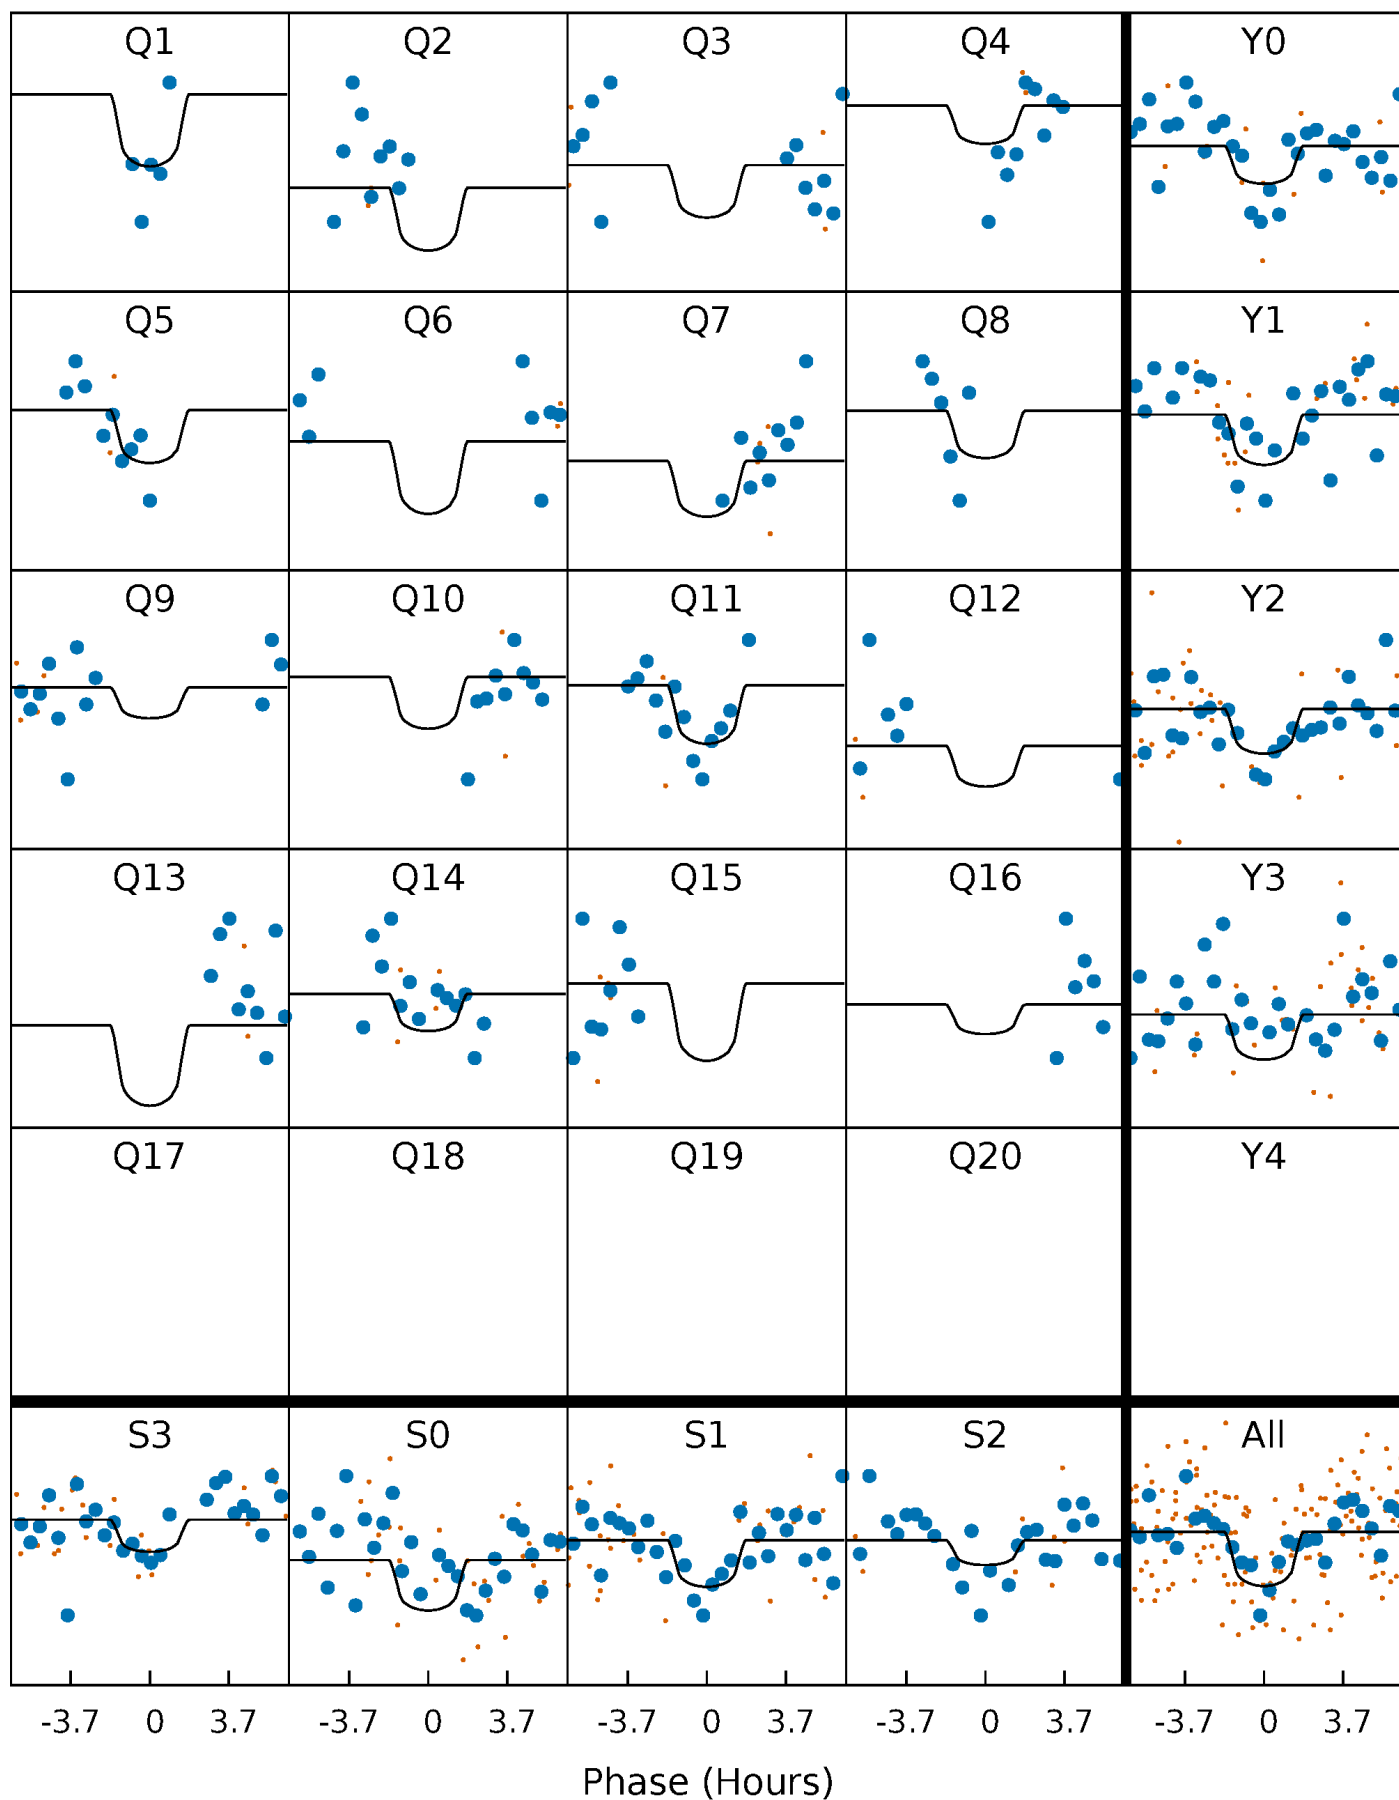 Q1 Q2 Q3 Q4 Y0
Q5 Q6 Q7 Q8 Y1
Q9 Q10 Q11 Q12 Y2
Q13 Q14 Q15 Q16 Y3
Q17 Q18 Q19 Q20 Y4
S3 S0 S1 S2 All
-3.7 0 3.7 -3.7 0 3.7 -3.7 0 3.7 -3.7 0 3.7 -3.7 0 3.7
Phase (Hours)